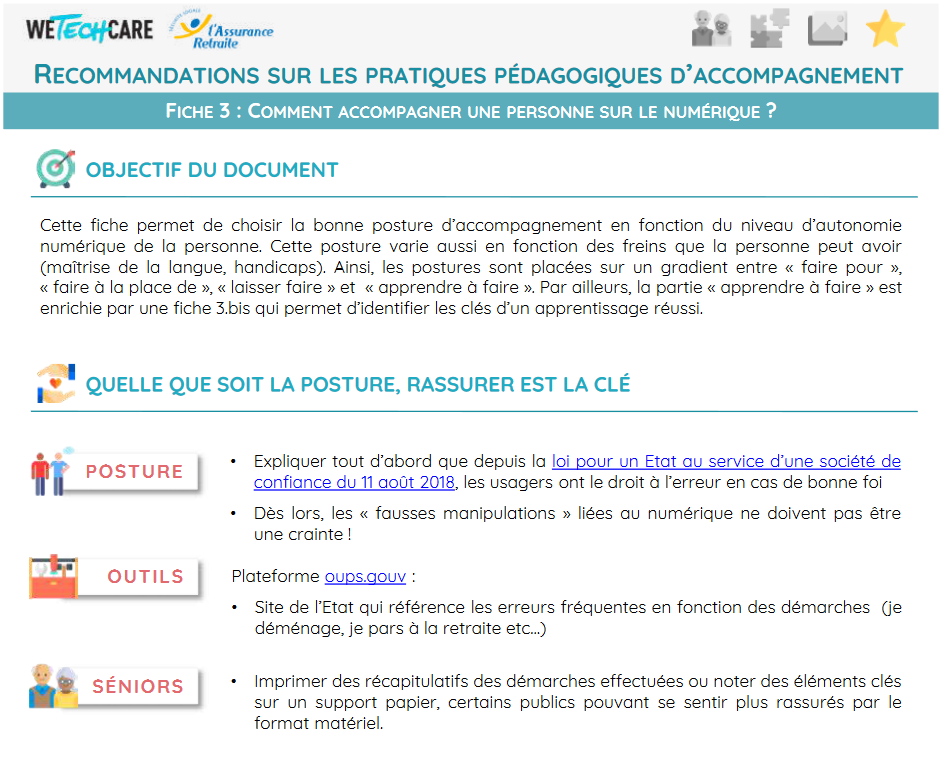 WETECHCARE
SÉCURITÉ SOCIALE
l'Assurance
Retraite
RECOMMANDATIONS SUR LES PRATIQUES PÉDAGOGIQUES D'ACCOMPAGNEMENT
FICHE 3 : COMMENT ACCOMPAGNER UNE PERSONNE SUR LE NUMÉRIQUE ?
OBJECTIF DU DOCUMENT
Cette fiche permet de choisir la bonne posture d'accompagnement en fonction du niveau d'autonomie
numérique de la personne. Cette posture varie aussi en fonction des freins que la personne peut avoir
(maîtrise de la langue, handicaps). Ainsi, les postures sont placées sur un gradient entre « faire pour »,
« faire à la place de », « laisser faire » et « apprendre à faire ». Par ailleurs, la partie « apprendre à faire » est
enrichie par une fiche 3.bis qui permet d'identifier les clés d'un apprentissage réussi.
QUELLE QUE SOIT LA POSTURE, RASSURER EST LA CLÉ
POSTURE
• Expliquer tout d'abord que depuis la loi pour un Etat au service d'une société de
confiance du 11 août 2018, les usagers ont le droit à l'erreur en cas de bonne foi
• Dès lors, les « fausses manipulations » liées au numérique ne doivent pas être
une crainte !
OUTILS
Plateforme oups.gouv :
• Site de l'Etat qui référence les erreurs fréquentes en fonction des démarches (je
déménage, je pars à la retraite etc...)
SÉNIORS
• Imprimer des récapitulatifs des démarches effectuées ou noter des éléments clés
sur un support papier, certains publics pouvant se sentir plus rassurés par le
format matériel.